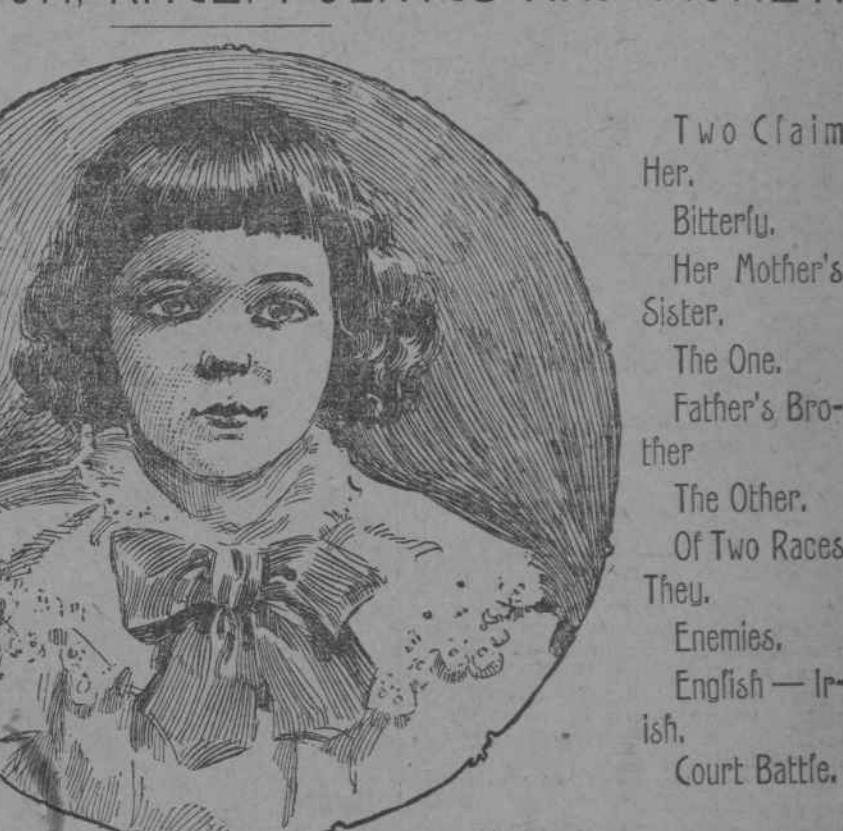 Two Claim
Her.
Bitterly.
Her Mother's
Sister.
The One.
Father's Bro-
ther
The Other.
Of Two Races
They.
Enemies.
English — Ir-
ish.
Court Battle.